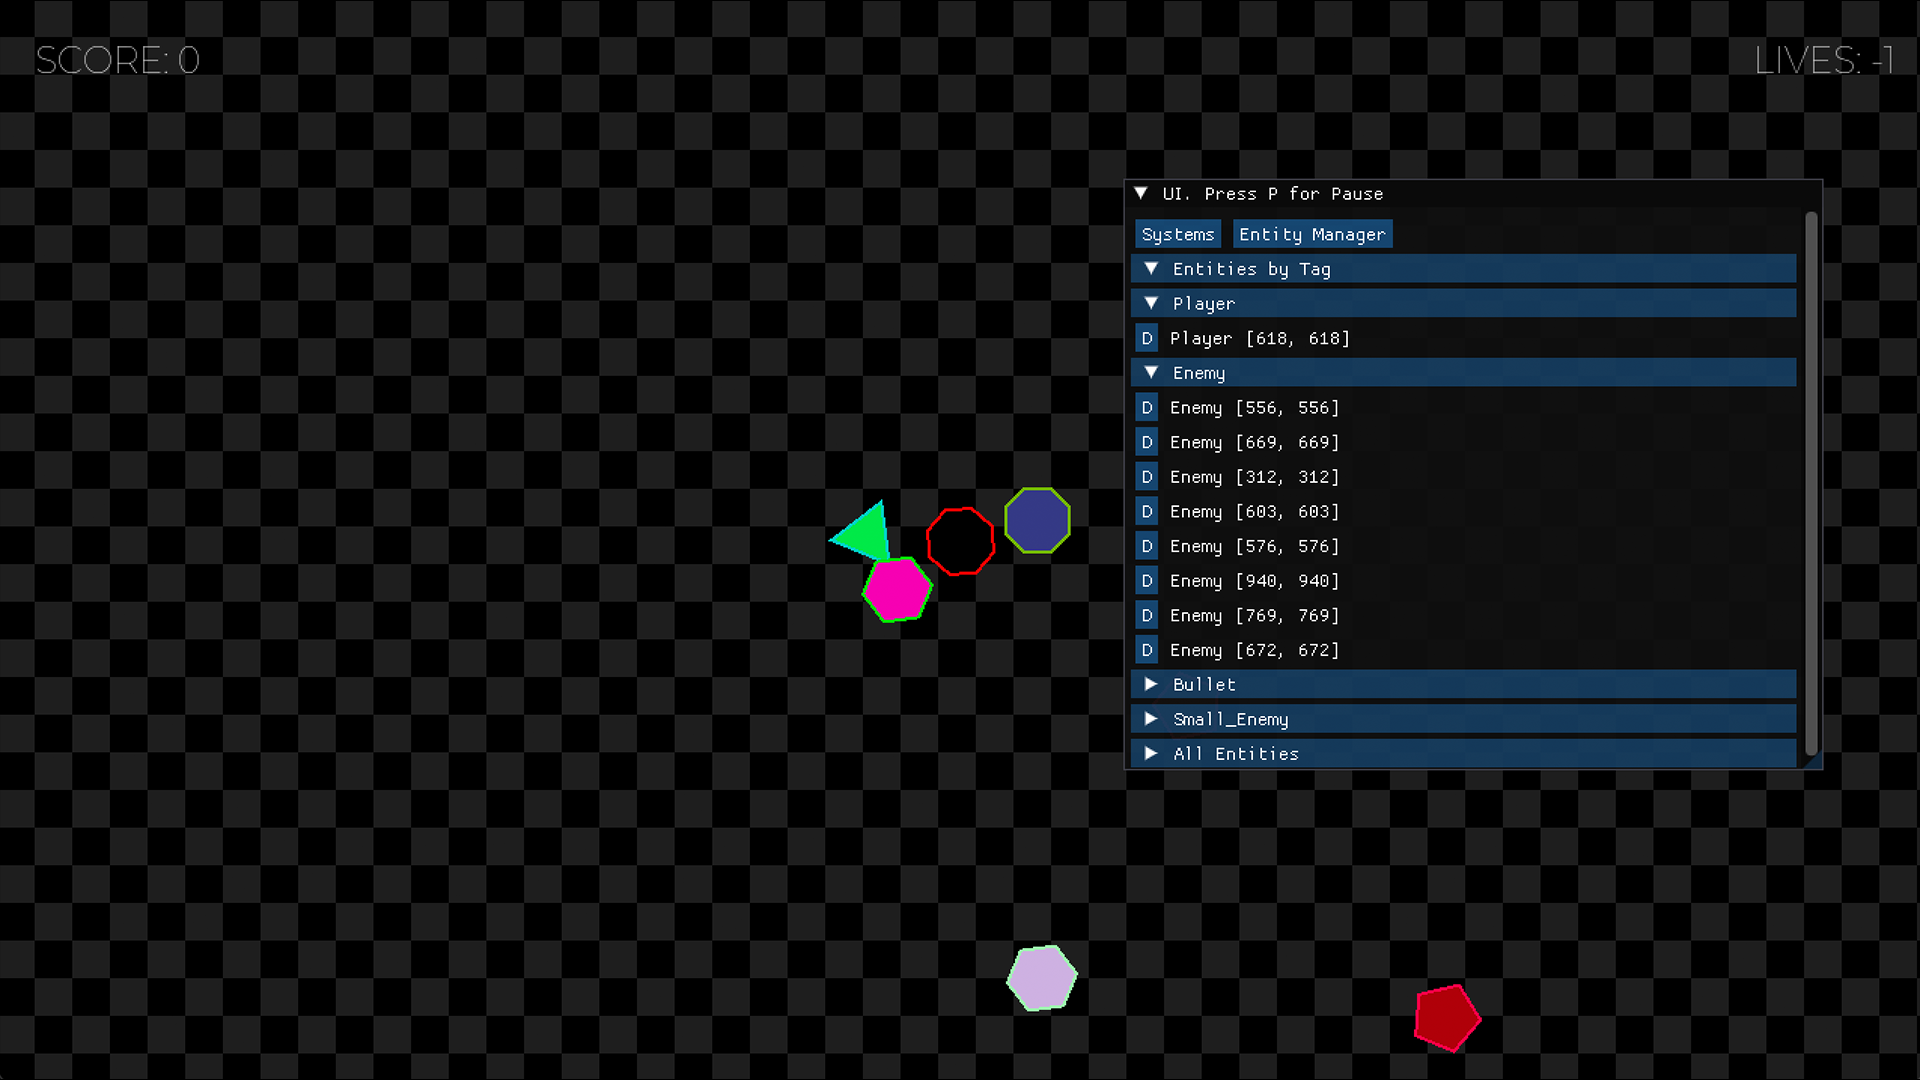 SCORE: 0
LIVES: -1
UI. Press P for Pause
Systems Entity Manager
Entities by Tag
Player
D Player [618, 618]
Enemy
D Enemy [556, 556]
D Enemy [669, 669]
D Enemy [312, 312]
D Enemy [603, 603]
D Enemy [576, 576]
D Enemy [940, 940]
D Enemy [769, 769]
D Enemy [672, 672]
Bullet
Small_Enemy
All Entities